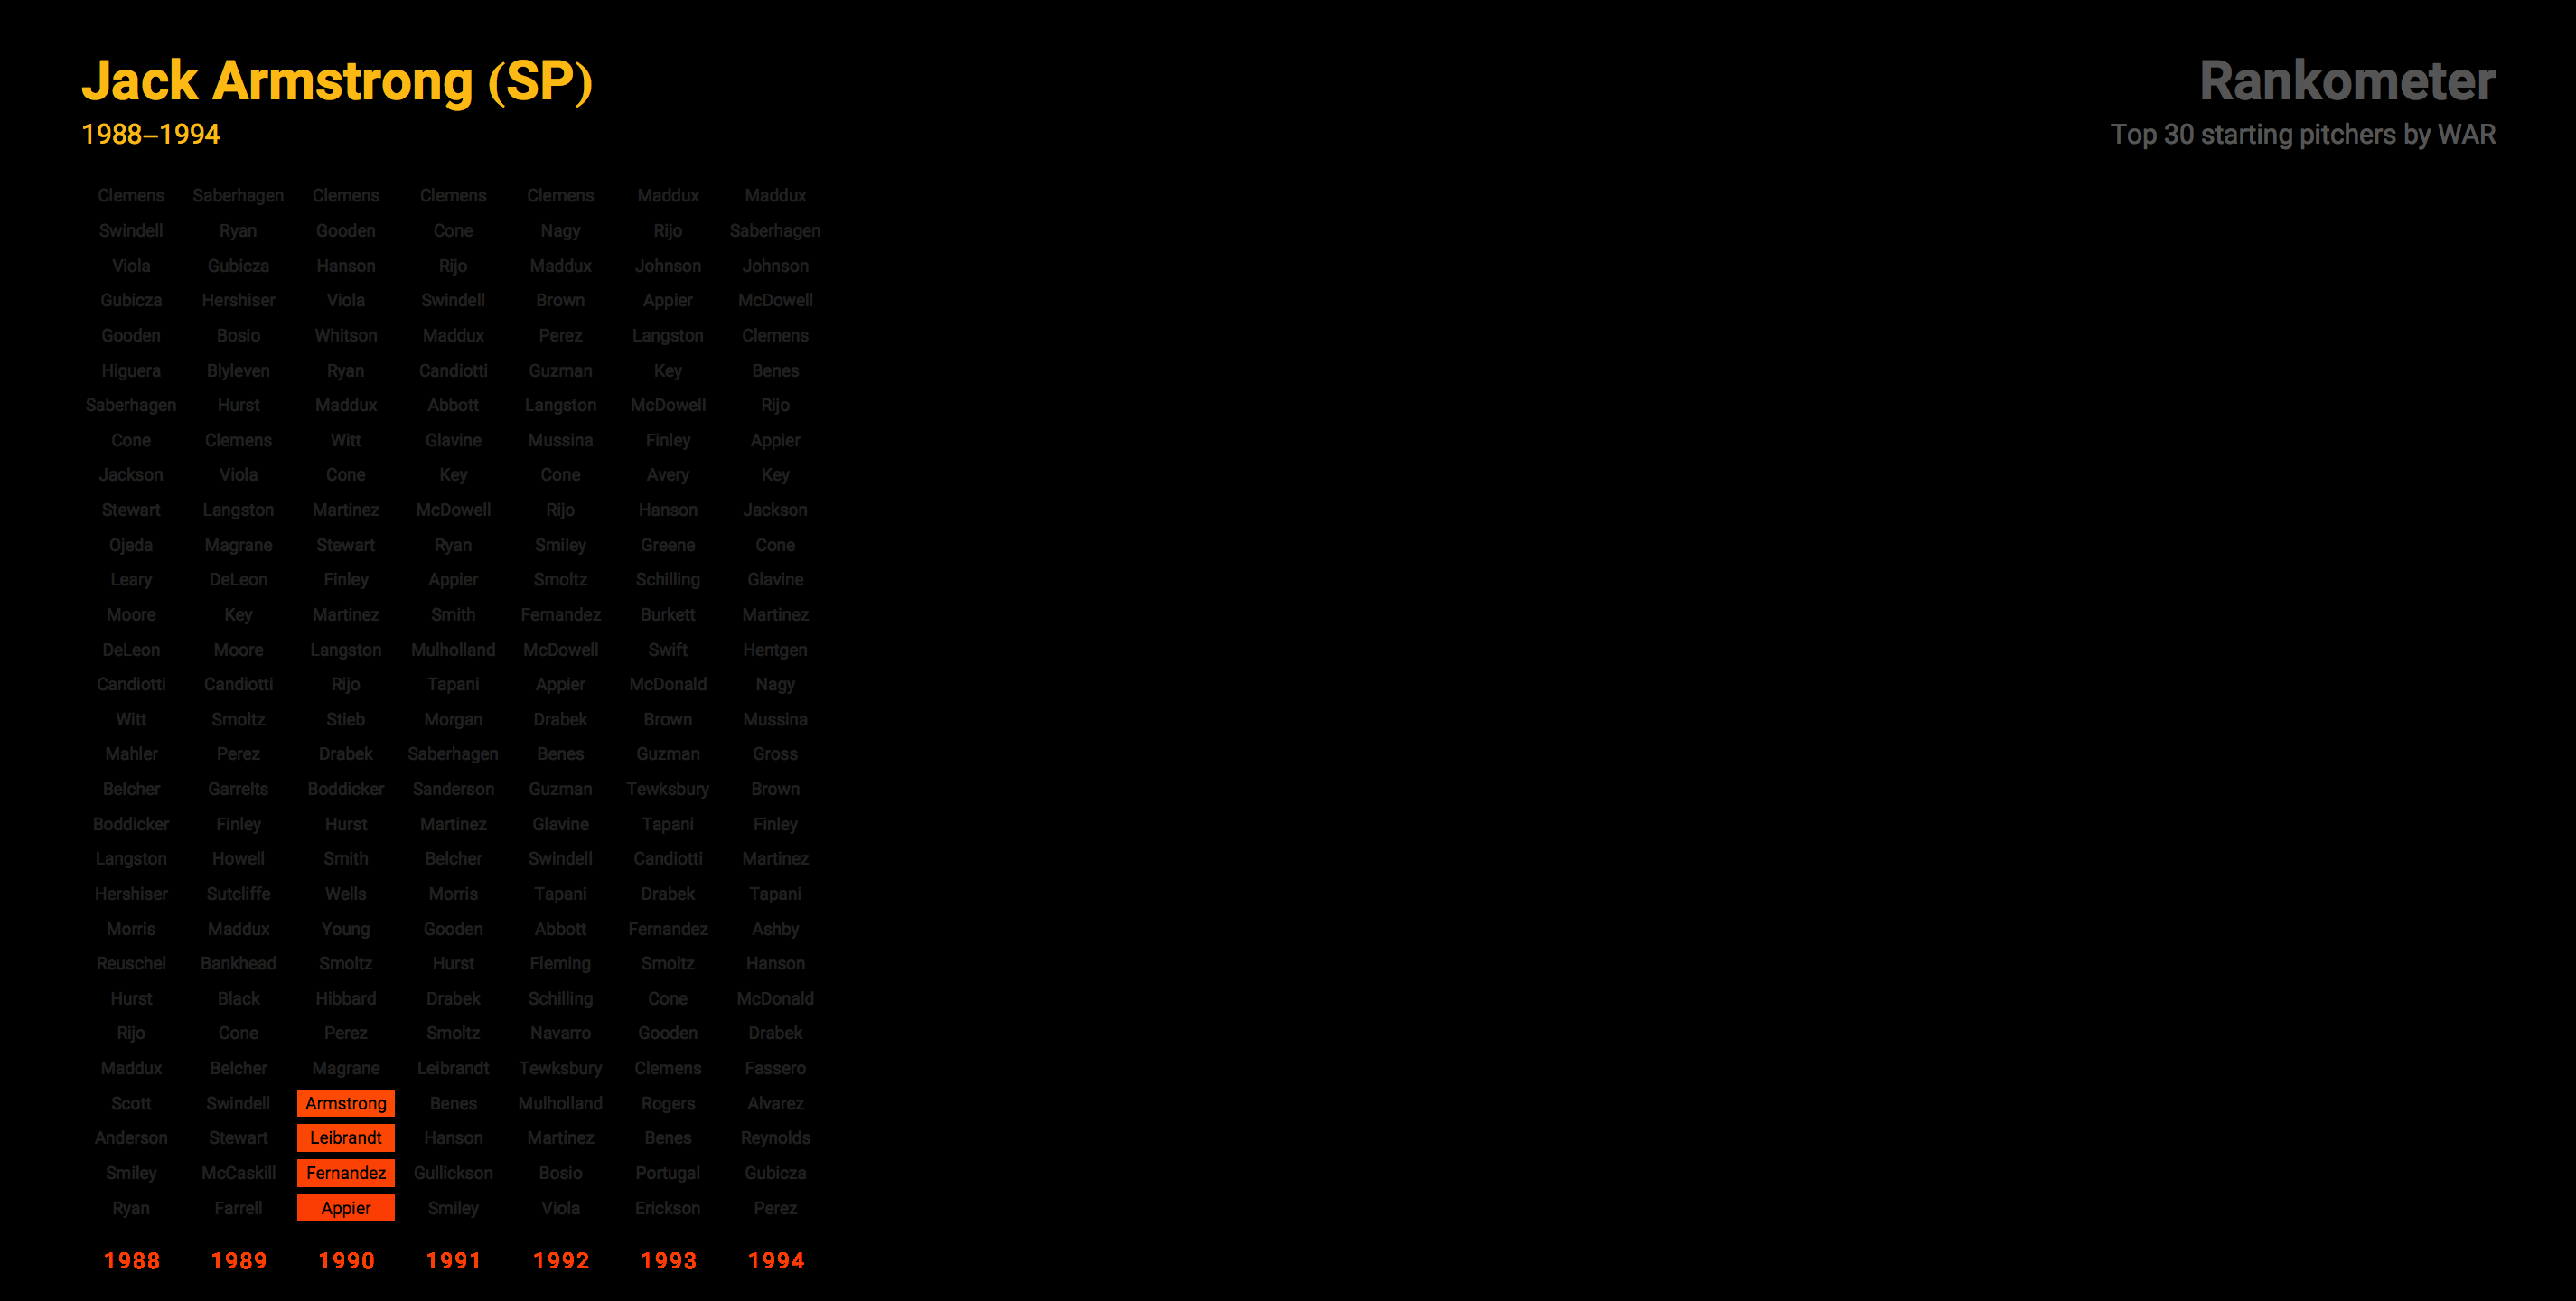 Jack Armstrong (SP)
1988–1994
Rankometer
Top 30 starting pitchers by WAR
Clemens Saberhagen Clemens Clemens Clemens Maddux Maddux
Swindell Ryan Gooden Cone Nagy Rijo Saberhagen
Viola Gubicza Hanson Rijo Maddux Johnson Johnson
Gubicza Hershiser Viola Swindell Brown Appier McDowell
Gooden Bosio Whitson Maddux Perez Langston Clemens
Higuera Blyleven Ryan Candiotti Guzman Key Benes
Saberhagen Hurst Maddux Abbott Langston McDowell Rijo
Cone Clemens Witt Glavine Mussina Finley Appier
Jackson Viola Cone Key Cone Avery Key
Stewart Langston Martinez McDowell Rijo Hanson Jackson
Ojeda Magrane Stewart Ryan Smiley Greene Cone
Leary DeLeon Finley Appier Smoltz Schilling Glavine
Moore Key Martinez Smith Fernandez Burkett Martinez
DeLeon Moore Langston Mulholland McDowell Swift Hentgen
Candiotti Candiotti Rijo Tapani Appier McDonald Nagy
Witt Smoltz Stieb Morgan Drabek Brown Mussina
Mahler Perez Drabek Saberhagen Benes Guzman Gross
Belcher Garrelts Boddicker Sanderson Guzman Tewksbury Brown
Boddicker Finley Hurst Martinez Glavine Tapani Finley
Langston Howell Smith Belcher Swindell Candiotti Martinez
Hershiser Sutcliffe Wells Morris Tapani Drabek Tapani
Morris Maddux Young Gooden Abbott Fernandez Ashby
Reuschel Bankhead Smoltz Hurst Fleming Smoltz Hanson
Hurst Black Hibbard Drabek Schilling Cone McDonald
Rijo Cone Perez Smoltz Navarro Gooden Drabek
Maddux Belcher Magrane Leibrandt Tewksbury Clemens Fassero
Scott Swindell Armstrong Benes Mulholland Rogers Alvarez
Anderson Stewart Leibrandt Hanson Martinez Benes Reynolds
Smiley McCaskill Fernandez Gullickson Bosio Portugal Gubicza
Ryan Farrell Appier Smiley Viola Erickson Perez
1988 1989 1990 1991 1992 1993 1994